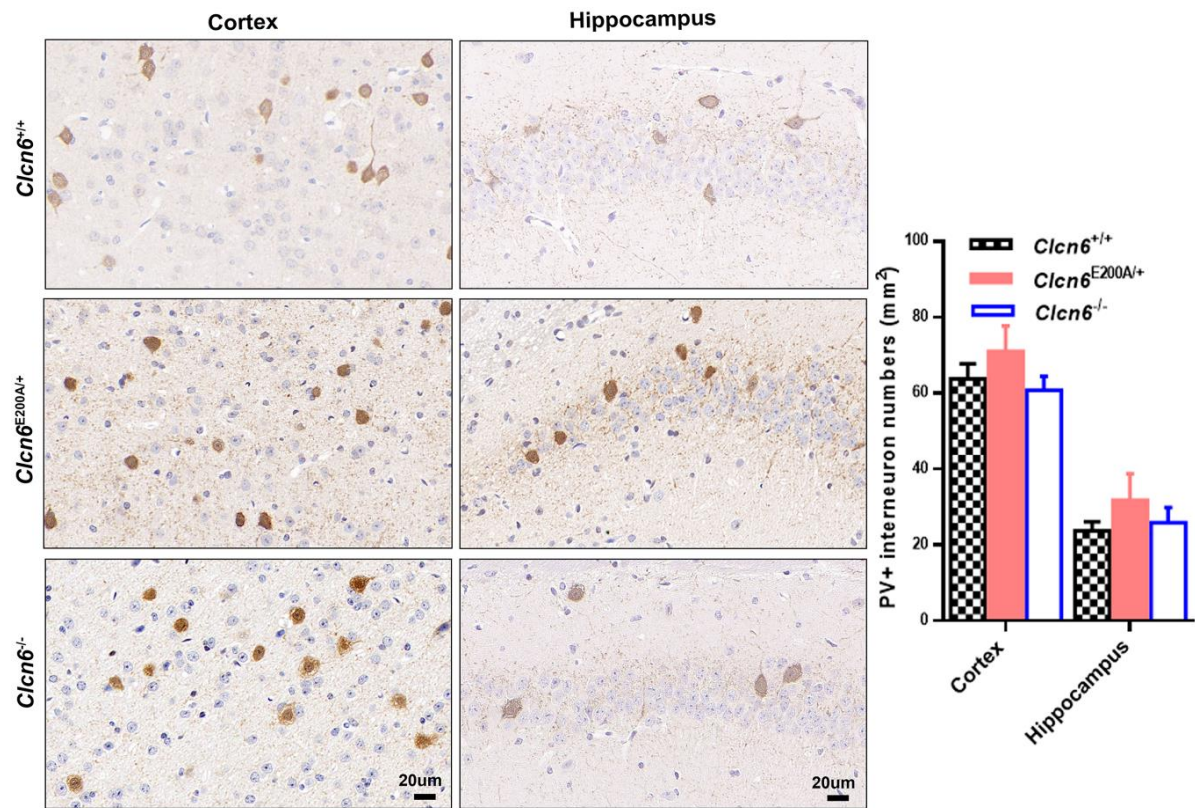 Cortex
Hippocampus
Clcn6+/+
Clcn6E200A/+
Clcn6-/-
20um
20um
PV+ interneuron numbers (mm2)
100
80
60
40
20
0
Clcn6+/+
Clcn6E200A/+
Clcn6-/-
Cortex
Hippocampus